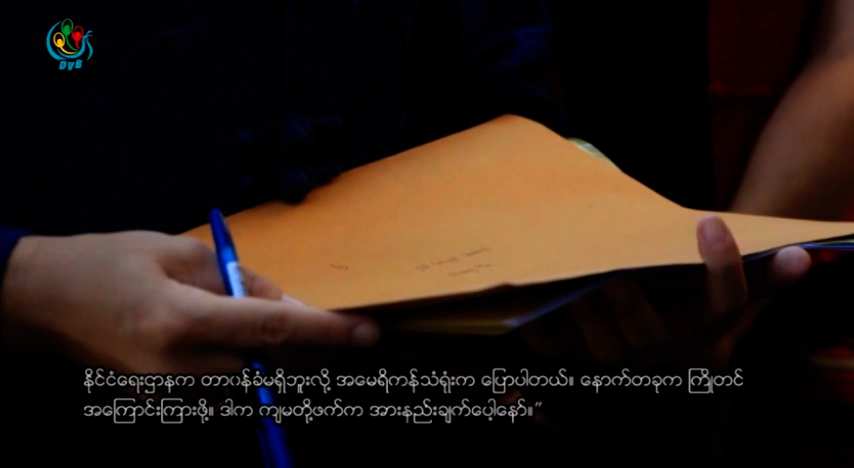 DVB
နိုင်ငံရေးဌာနက တာဝန်ခံမရှိဘူးလို့ အမေရိကန်သံရုံးက ပြောပါတယ်။ နောက်တခုက ကြိုတင်
အကြောင်းကြားဖို့။ ဒါက ကျမတို့ဖက်က အားနည်းချက်ပေါ့နော်။”